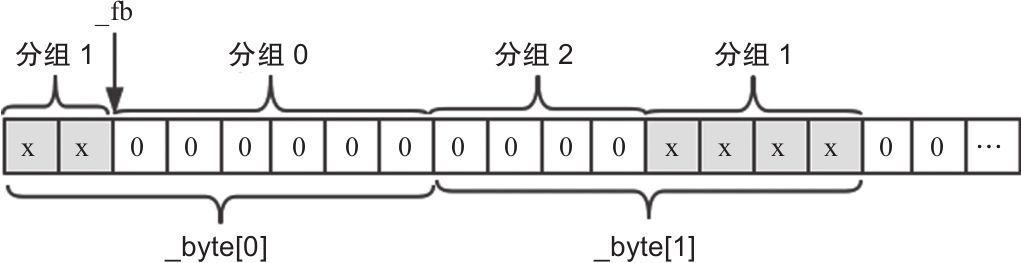 _fb
分组 1 分组 0 分组 2 分组 1
x x 0 0 0 0 0 0 0 0 0 0 x x x x 0 0 ···
_byte[0] _byte[1]